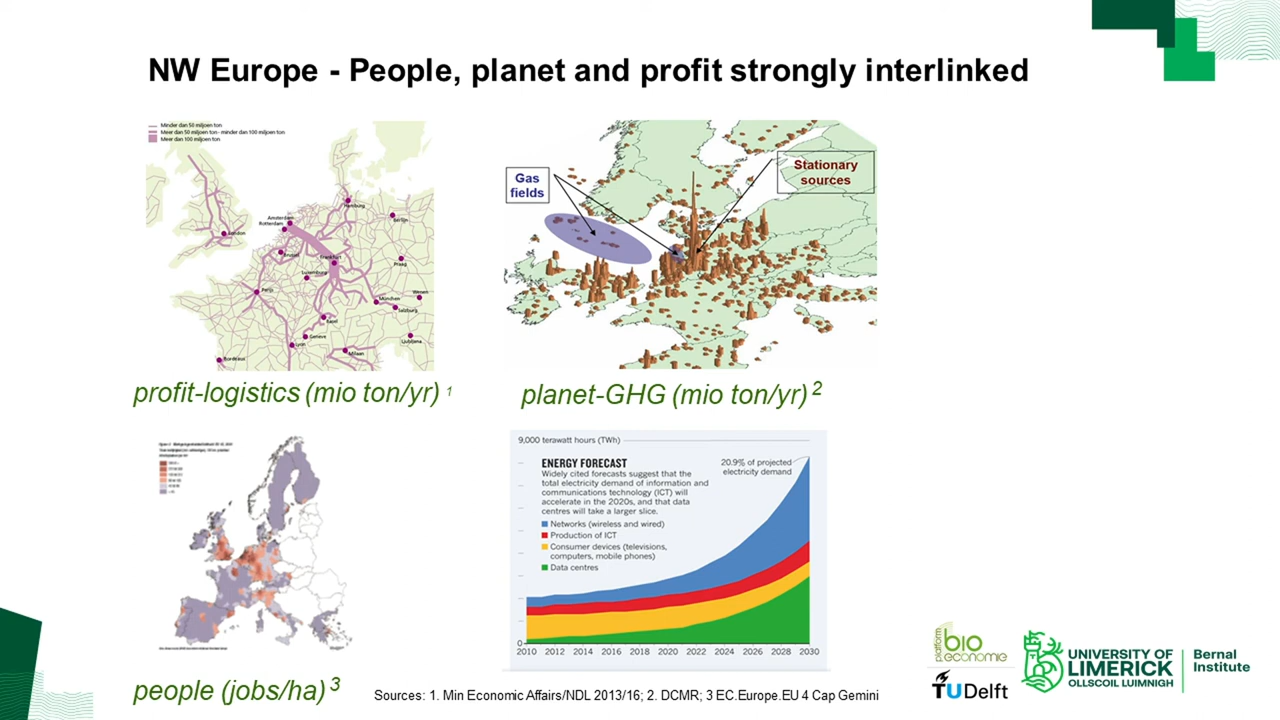 NW Europe - People, planet and profit strongly interlinked
Minder dan 50 miljoen ton
Meer dan 50 miljoen ton - minder dan 100 miljoen ton
Meer dan 100 miljoen ton
Hamburg
Amsterdam
Rotterdam
Berlijn
London
Brussel
Frankfurt
Praag
Luxemburg
Parijs
München
Wenen
Salzburg
Basel
Geneve
Ljubljana
Lyon
Milaan
Bordeaux
profit-logistics (mio ton/yr) 1
Gas
fields
Stationary
sources
planet-GHG (mio ton/yr) 2
people (jobs/ha) 3
9,000 terawatt hours (TWh)
ENERGY FORECAST
Widely cited forecasts suggest that the
total electricity demand of information and
communications technology (ICT) will
accelerate in the 2020s, and that data
centres will take a larger slice.
20.9% of projected
electricity demand
Networks (wireless and wired)
Production of ICT
Consumer devices (televisions,
computers, mobile phones)
Data centres
0
2010 2012 2014 2016 2018 2020 2022 2024 2026 2028 2030
Sources: 1. Min Economic Affairs/NDL 2013/16; 2. DCMR; 3 EC.Europe.EU 4 Cap Gemini
platform
bio
economie
TU Delft
UNIVERSITY OF
LIMERICK
OLLSCOIL LUIMNIGH
Bernal
Institute